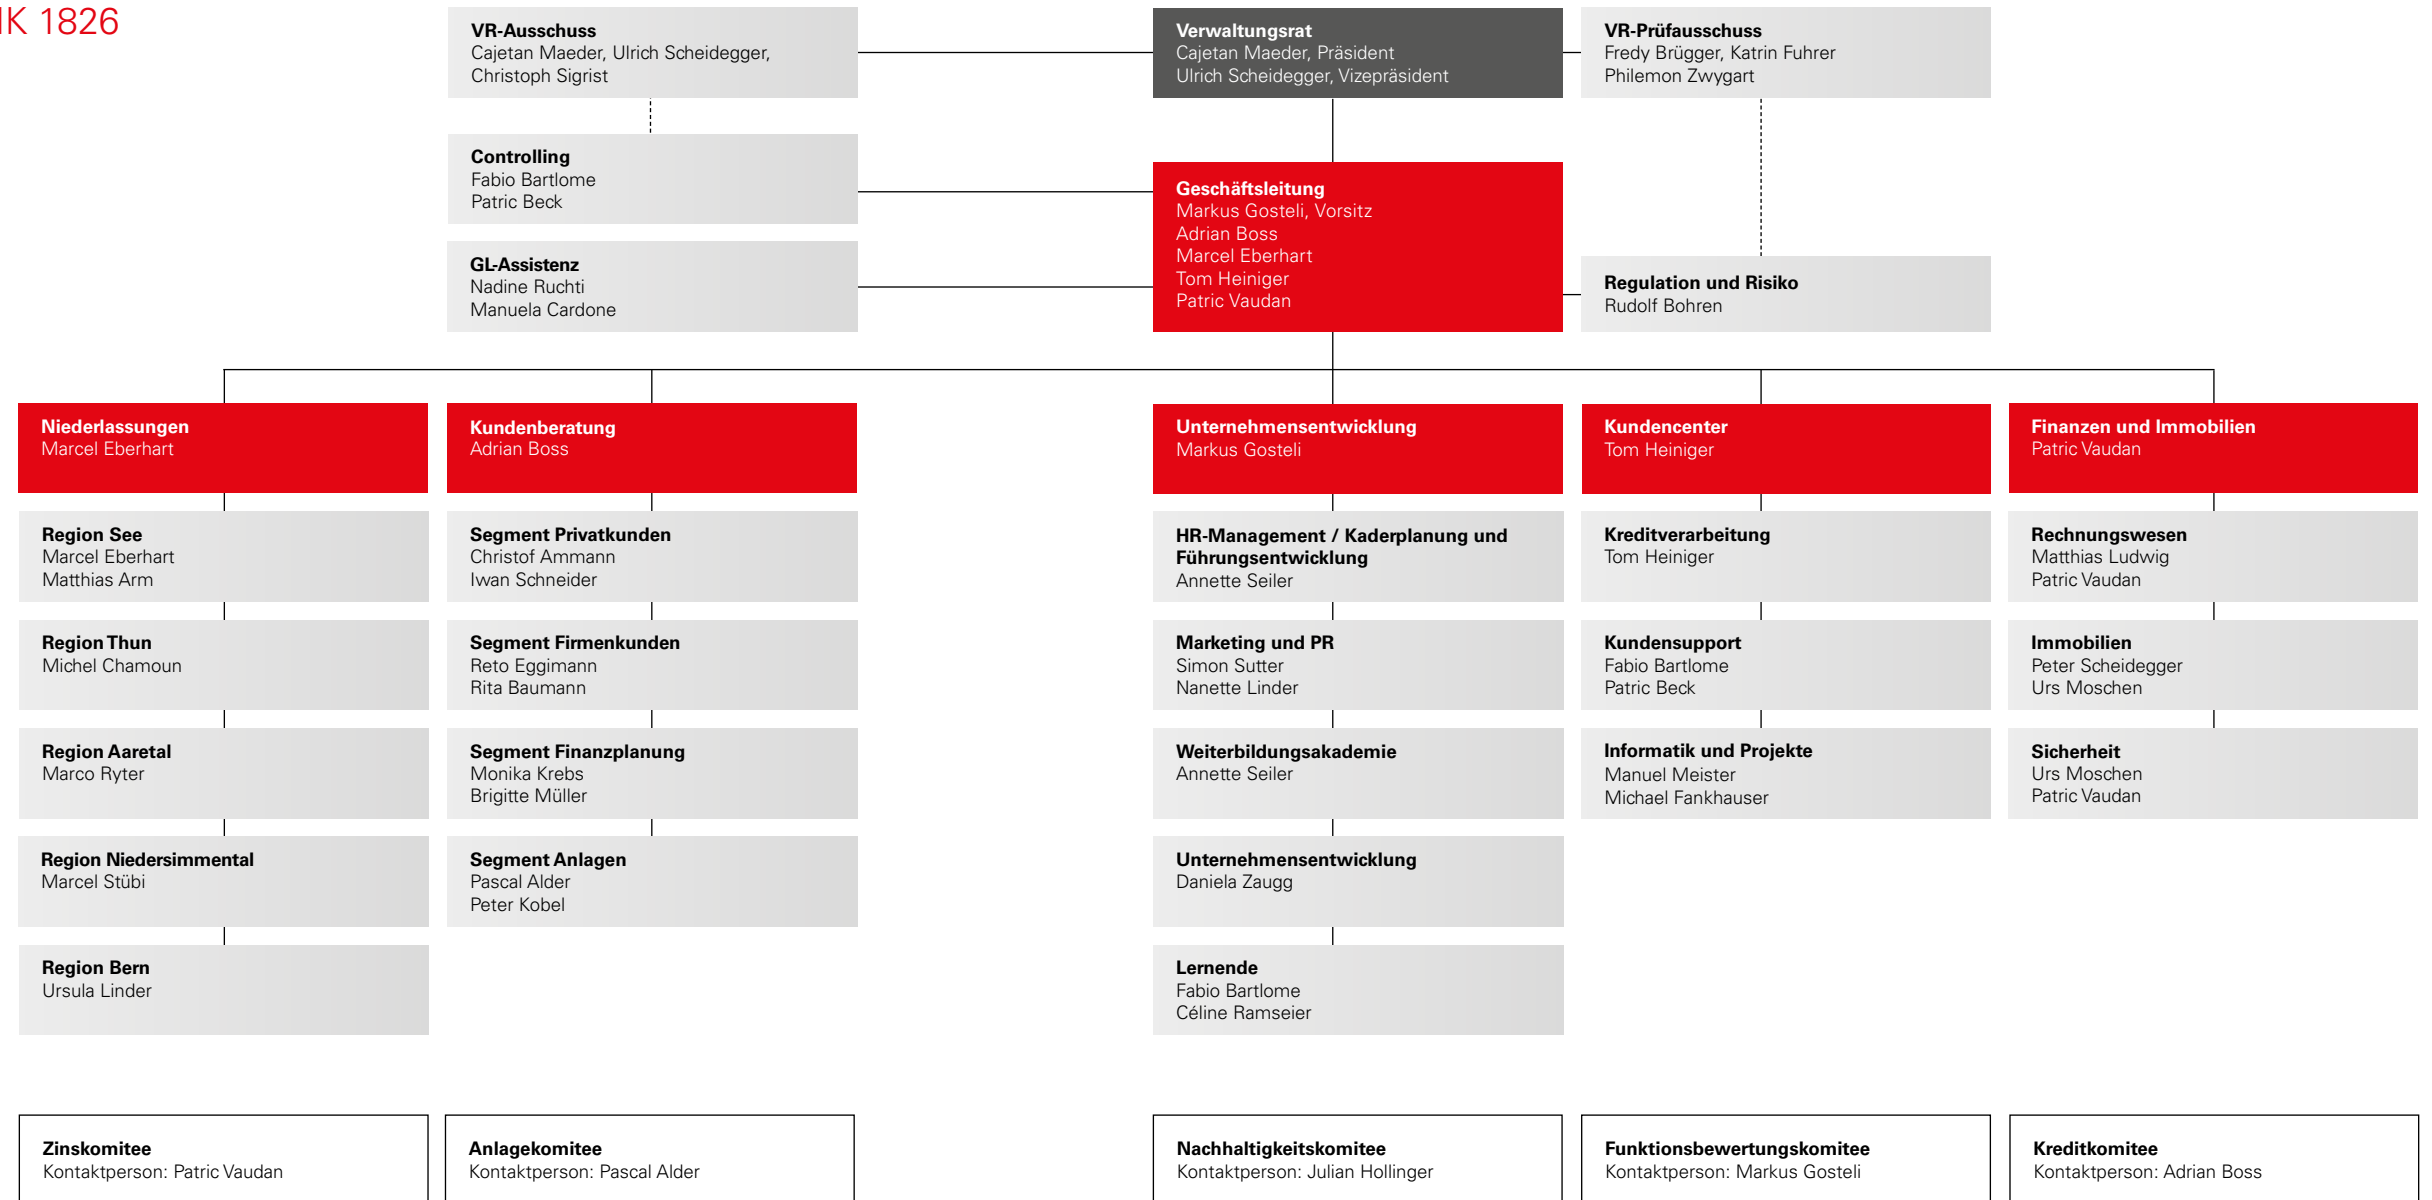 1826
VR-Ausschuss
Cajetan Maeder, Ulrich Scheidegger,
Christoph Sigrist
Verwaltungsrat
Cajetan Maeder, Präsident
Ulrich Scheidegger, Vizepräsident
VR-Prüfausschuss
Fredy Brügger, Katrin Fuhrer
Philemon Zwygart
Controlling
Fabio Bartlome
Patric Beck
Geschäftsleitung
Markus Gosteli, Vorsitz
Adrian Boss
Marcel Eberhart
Tom Heiniger
Patric Vaudan
GL-Assistenz
Nadine Ruchti
Manuela Cardone
Regulation und Risiko
Rudolf Bohren
Niederlassungen
Marcel Eberhart
Kundenberatung
Adrian Boss
Unternehmensentwicklung
Markus Gosteli
Kundencenter
Tom Heiniger
Finanzen und Immobilien
Patric Vaudan
Region See
Marcel Eberhart
Matthias Arm
Segment Privatkunden
Christof Ammann
Iwan Schneider
HR-Management / Kaderplanung und
Führungsentwicklung
Annette Seiler
Kreditverarbeitung
Tom Heiniger
Rechnungswesen
Matthias Ludwig
Patric Vaudan
Region Thun
Michel Chamoun
Segment Firmenkunden
Reto Eggimann
Rita Baumann
Marketing und PR
Simon Sutter
Nanette Linder
Kundensupport
Fabio Bartlome
Patric Beck
Immobilien
Peter Scheidegger
Urs Moschen
Region Aaretal
Marco Ryter
Segment Finanzplanung
Monika Krebs
Brigitte Müller
Weiterbildungsakademie
Annette Seiler
Informatik und Projekte
Manuel Meister
Michael Fankhauser
Sicherheit
Urs Moschen
Patric Vaudan
Region Niedersimmental
Marcel Stübi
Segment Anlagen
Pascal Alder
Peter Kobel
Unternehmensentwicklung
Daniela Zaugg
Region Bern
Ursula Linder
Lernende
Fabio Bartlome
Céline Ramseier
Zinskomitee
Kontaktperson: Patric Vaudan
Anlagekomitee
Kontaktperson: Pascal Alder
Nachhaltigkeitskomitee
Kontaktperson: Julian Hollinger
Funktionsbewertungskomitee
Kontaktperson: Markus Gosteli
Kreditkomitee
Kontaktperson: Adrian Boss